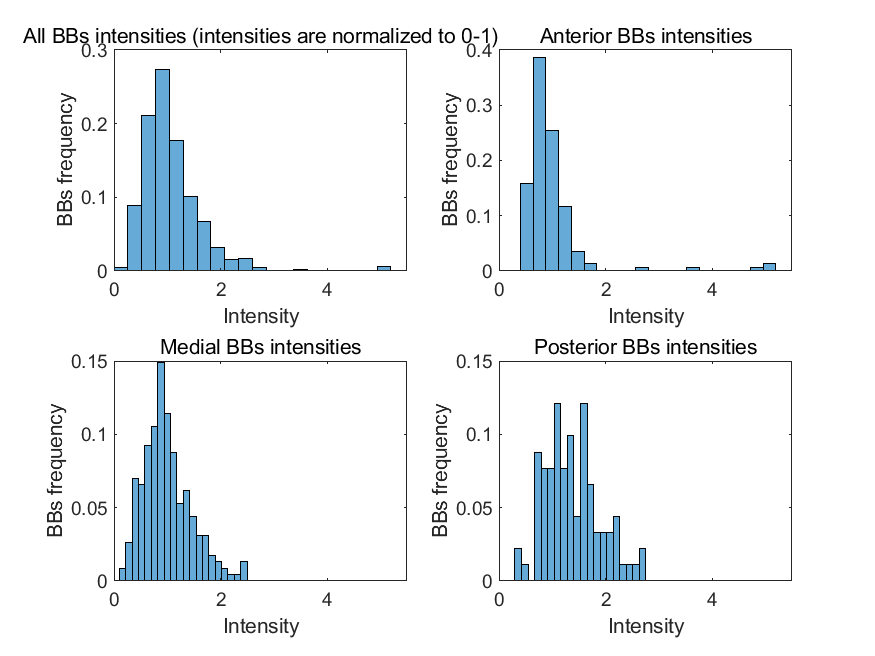 All BBs intensities (intensities are normalized to 0-1)
0.3
0.2
0.1
0
BBs frequency
0 2 4
Intensity
Anterior BBs intensities
0.4
0.3
0.2
0.1
0
BBs frequency
0 2 4
Intensity
Medial BBs intensities
0.15
0.1
0.05
0
BBs frequency
0 2 4
Intensity
Posterior BBs intensities
0.15
0.1
0.05
0
BBs frequency
0 2 4
Intensity